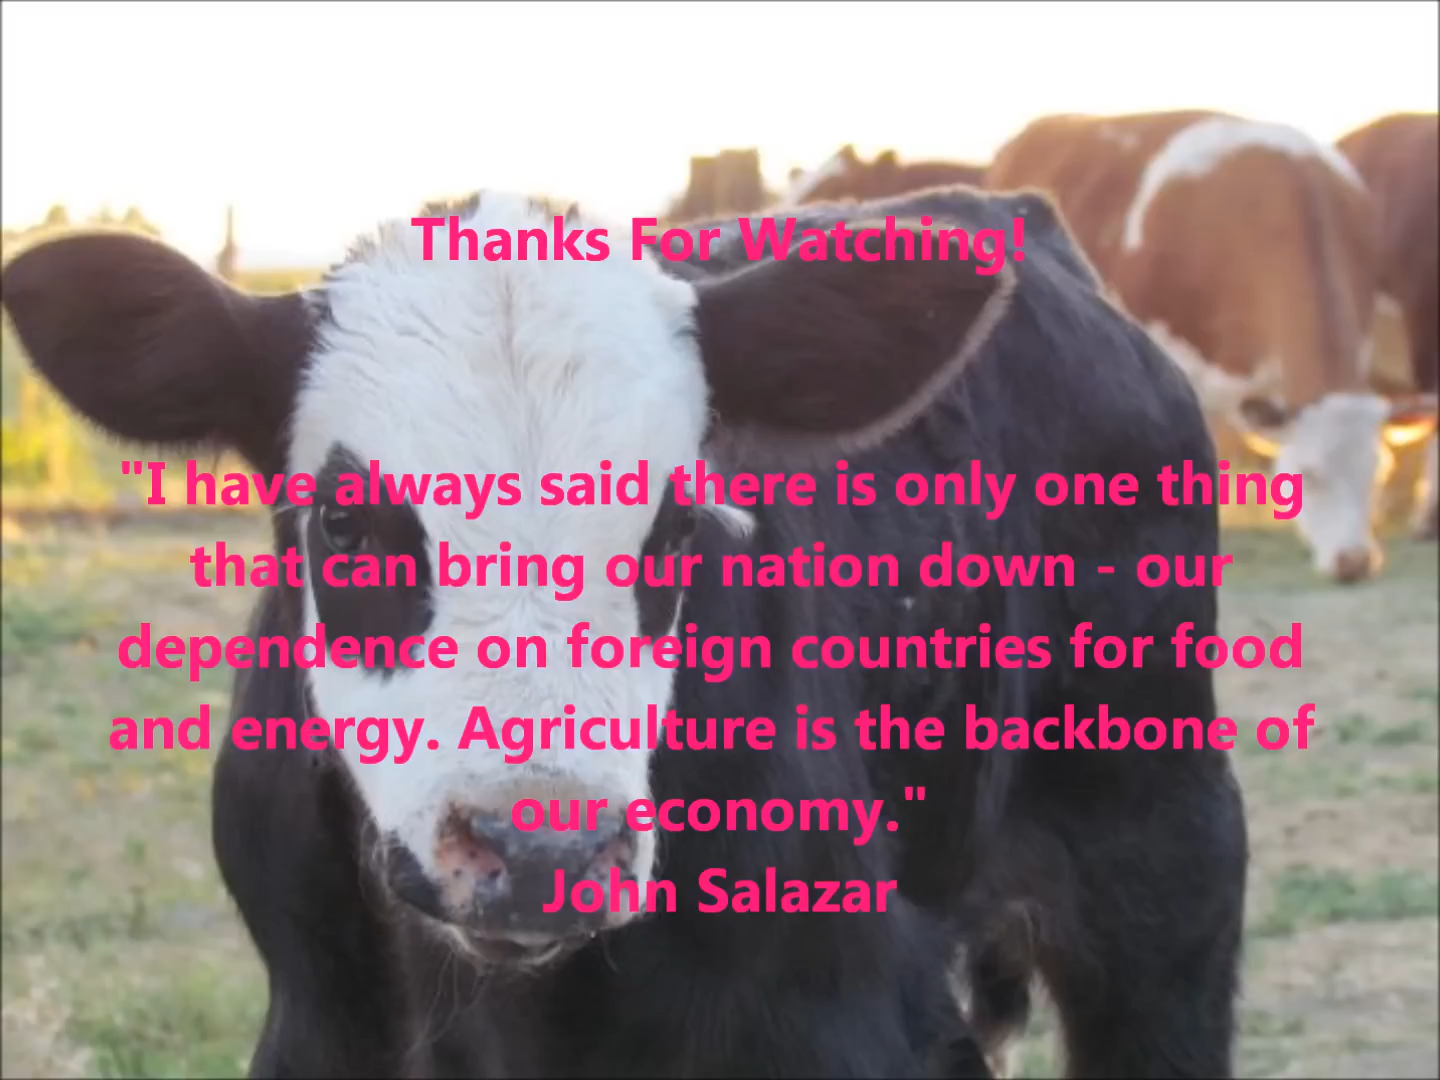 Thanks For Watching!
"I have always said there is only one thing
that can bring our nation down - our
dependence on foreign countries for food
and energy. Agriculture is the backbone of
our economy."
John Salazar